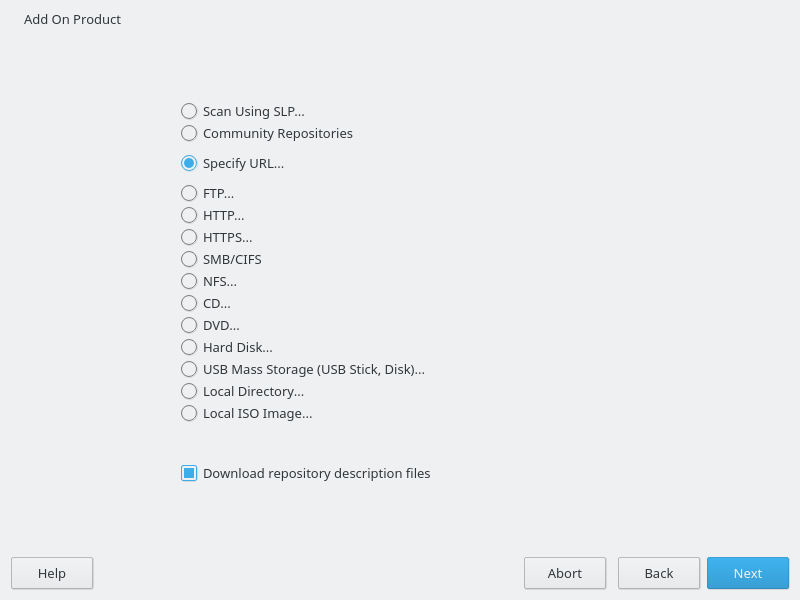 Add On Product
Scan Using SLP...
Community Repositories
Specify URL...
FTP...
HTTP...
HTTPS...
SMB/CIFS
NFS...
CD...
DVD...
Hard Disk...
USB Mass Storage (USB Stick, Disk)...
Local Directory...
Local ISO Image...
Download repository description files
Help Abort Back Next